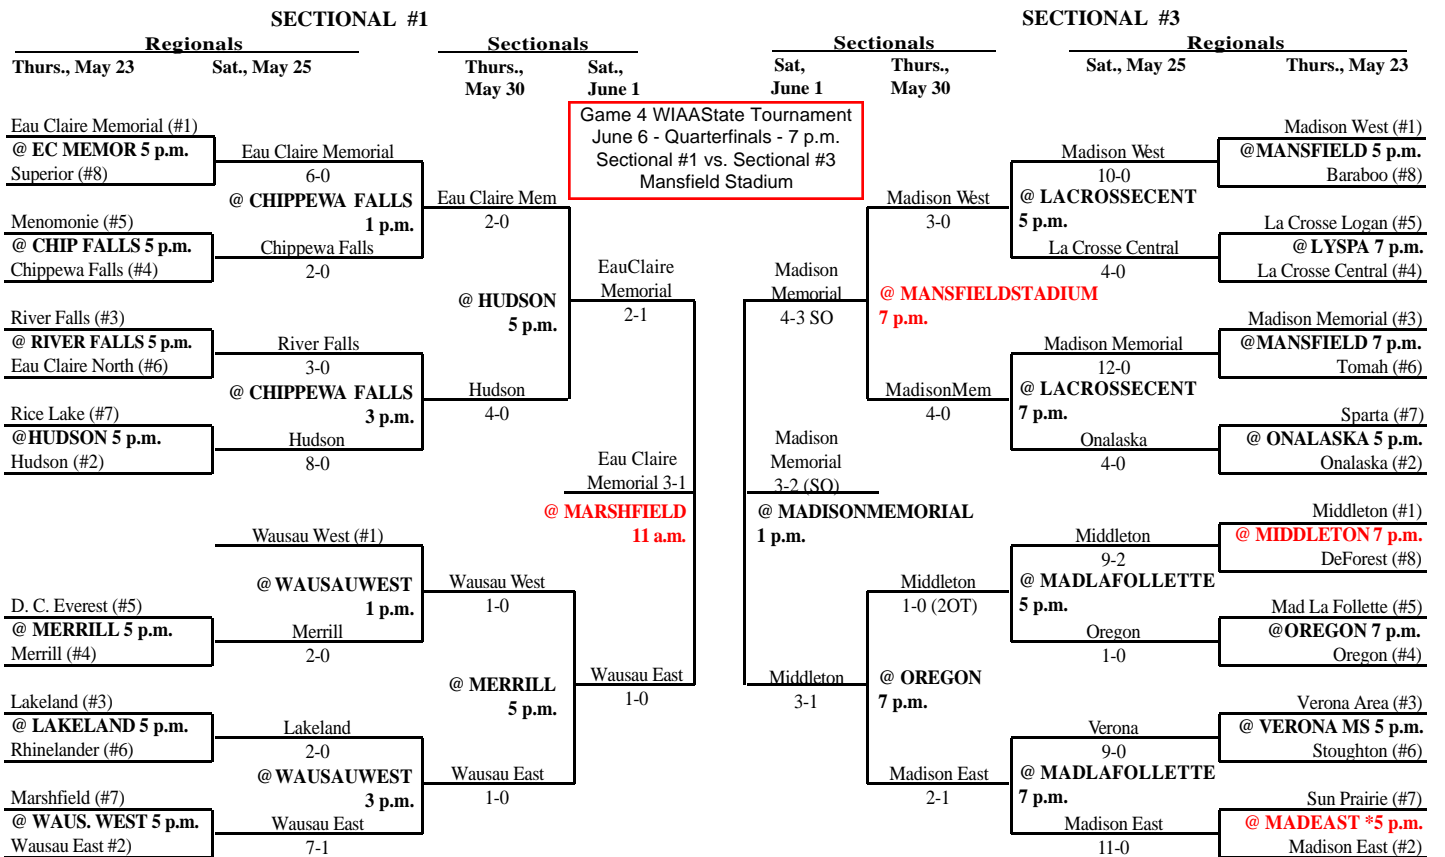 SECTIONAL #1
Regionals
Sectionals
Thurs., May 23
Sat., May 25
Thurs.,
May 30
Sat.,
June 1
Eau Claire Memorial (#1)
@ EC MEMOR 5 p.m.
Superior (#8)
Eau Claire Memorial
6-0
@ CHIPPEWA FALLS
1 p.m.
Menomonie (#5)
@ CHIP FALLS 5 p.m.
Chippewa Falls (#4)
Chippewa Falls
2-0
Eau Claire Mem
2-0
River Falls (#3)
@ RIVER FALLS 5 p.m.
Eau Claire North (#6)
River Falls
3-0
@ CHIPPEWA FALLS
3 p.m.
Rice Lake (#7)
@HUDSON 5 p.m.
Hudson (#2)
Hudson
8-0
@ HUDSON
5 p.m.
Hudson
4-0
EauClaire
Memorial
2-1
Eau Claire
Memorial 3-1
@ MARSHFIELD
11 a.m.
Wausau West (#1)
@WAUSAUWEST
1 p.m.
D. C. Everest (#5)
@ MERRILL 5 p.m.
Merrill (#4)
Merrill
2-0
Wausau West
1-0
Lakeland (#3)
@ LAKELAND 5 p.m.
Rhinelander (#6)
Lakeland
2-0
@WAUSAUWEST
3 p.m.
Marshfield (#7)
@ WAUS. WEST 5 p.m.
Wausau East #2)
Wausau East
7-1
@ MERRILL
5 p.m.
Wausau East
1-0
Wausau East
1-0
Game 4 WIAAState Tournament
June 6 - Quarterfinals - 7 p.m.
Sectional #1 vs. Sectional #3
Mansfield Stadium
SECTIONAL #3
Sectionals
Regionals
Sat,
June 1
Thurs.,
May 30
Sat., May 25
Thurs., May 23
Madison West (#1)
@MANSFIELD 5 p.m.
Baraboo (#8)
Madison West
10-0
@ LACROSSECENT
5 p.m.
La Crosse Logan (#5)
@ LYSPA 7 p.m.
La Crosse Central (#4)
La Crosse Central
4-0
Madison West
3-0
Madison Memorial (#3)
@MANSFIELD 7 p.m.
Tomah (#6)
Madison Memorial
12-0
@ LACROSSECENT
7 p.m.
Sparta (#7)
@ ONALASKA 5 p.m.
Onalaska (#2)
Onalaska
4-0
@ MANSFIELDSTADIUM
7 p.m.
MadisonMem
4-0
Madison
Memorial
4-3 SO
Madison
Memorial
3-2 (SO)
@ MADISONMEMORIAL
1 p.m.
Middleton (#1)
@ MIDDLETON 7 p.m.
DeForest (#8)
Middleton
9-2
@ MADLAFOLLETTE
5 p.m.
Mad La Follette (#5)
@OREGON 7 p.m.
Oregon (#4)
Oregon
1-0
Middleton
1-0 (2OT)
Verona Area (#3)
@ VERONA MS 5 p.m.
Stoughton (#6)
Verona
9-0
@ MADLAFOLLETTE
7 p.m.
Sun Prairie (#7)
@ MADEAST *5 p.m.
Madison East (#2)
Madison East
11-0
@ OREGON
7 p.m.
Madison East
2-1
Middleton
3-1